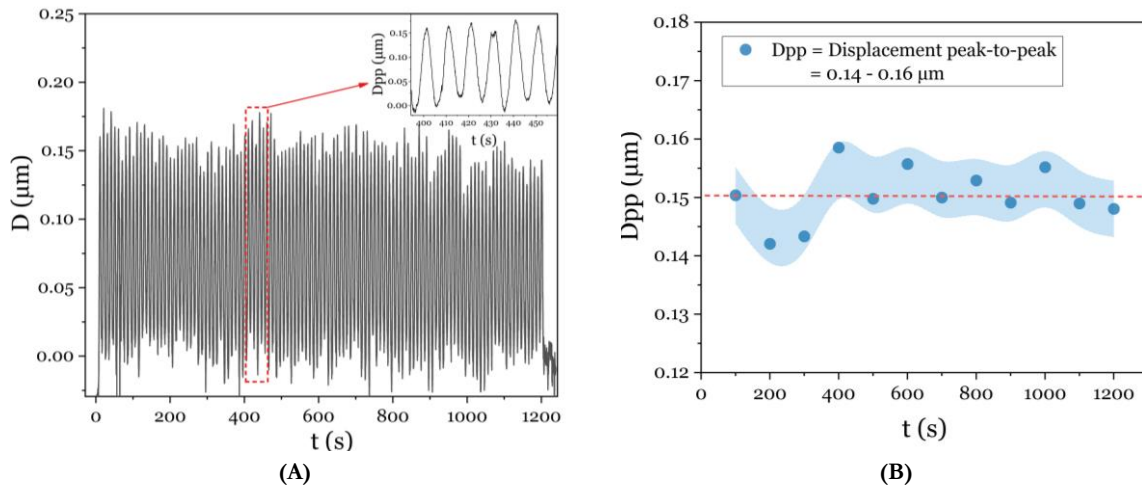 0.25
0.20
0.15
0.10
0.05
0.00
D (μm)
0 200 400 600 800 1000 1200
t (s)
0.15
0.10
0.05
0.00
Dpp (μm)
400 410 420 430 440 450
t (s)
(A)
0.18
0.17
0.16
0.15
0.14
0.13
0.12
Dpp (μm)
Dpp = Displacement peak-to-peak
= 0.14 - 0.16 μm
0 200 400 600 800 1000 1200
t (s)
(B)